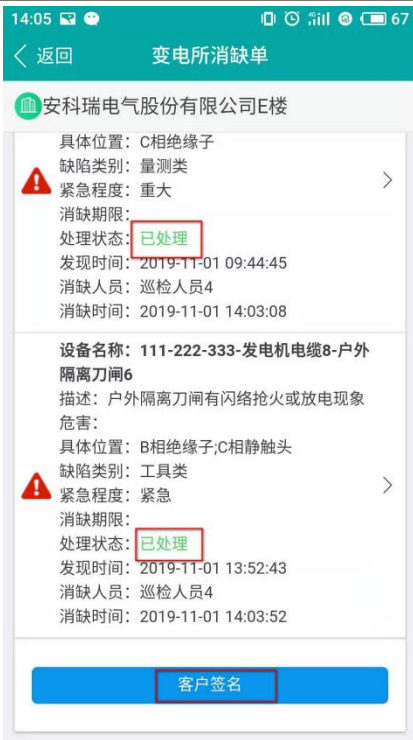 14:05 67
返回 变电所消缺单
安科瑞电气股份有限公司E楼
具体位置：C相绝缘子
缺陷类别：量测类
紧急程度：重大
消缺期限：
处理状态：已处理
发现时间：2019-11-01 09:44:45
消缺人员：巡检人员4
消缺时间：2019-11-01 14:03:08
设备名称：111-222-333-发电机电缆8-户外
隔离刀闸6
描述：户外隔离刀闸有闪络抢火或放电现象
危害：
具体位置：B相绝缘子;C相静触头
缺陷类别：工具类
紧急程度：紧急
消缺期限：
处理状态：已处理
发现时间：2019-11-01 13:52:43
消缺人员：巡检人员4
消缺时间：2019-11-01 14:03:52
客户签名